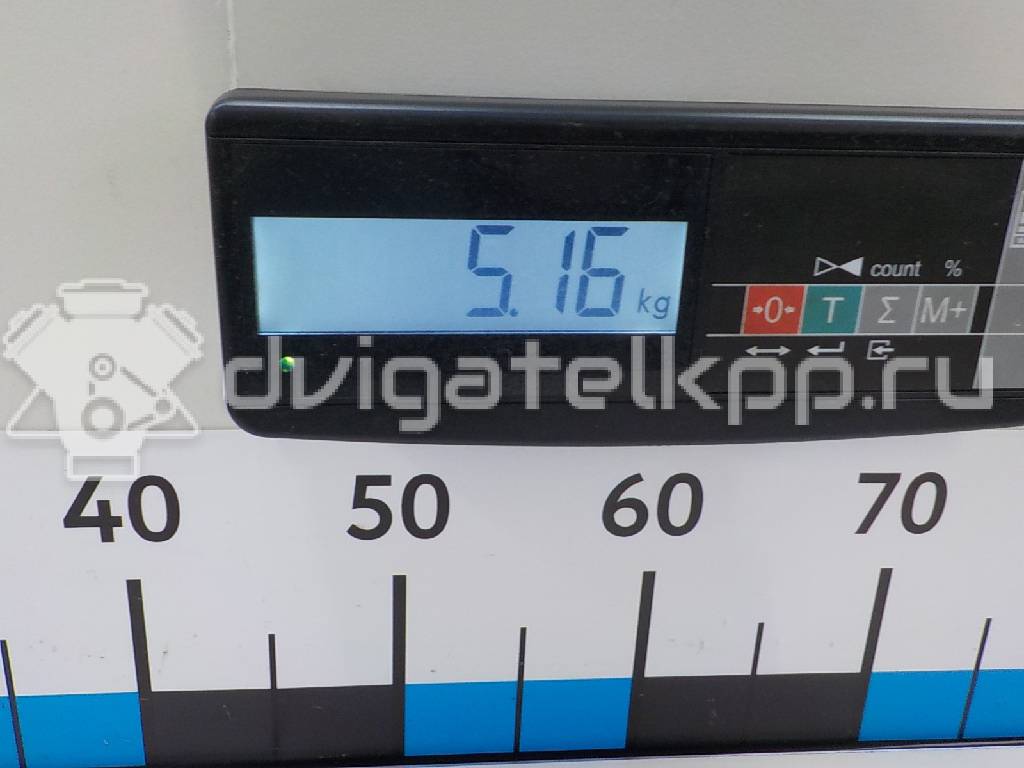 5.16 kg
count %
→0← T Σ M+
dvigatelkpp.ru
40 50 60 70